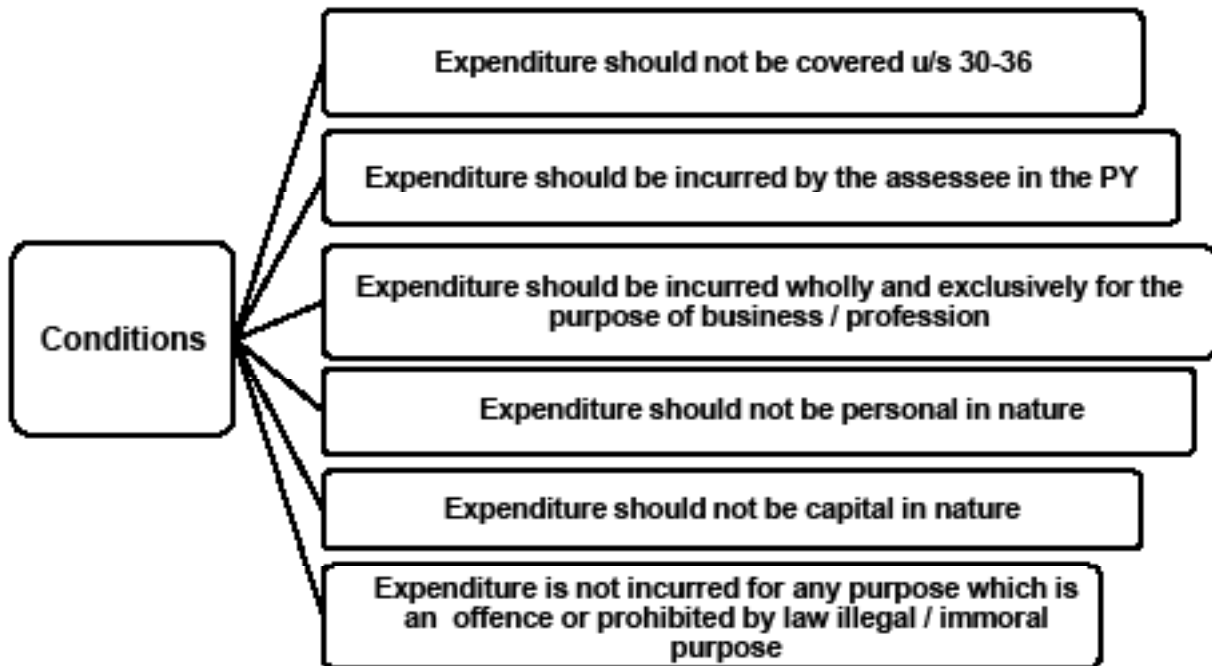 Conditions
Expenditure should not be covered u/s 30-36
Expenditure should be incurred by the assessee in the PY
Expenditure should be incurred wholly and exclusively for the
purpose of business / profession
Expenditure should not be personal in nature
Expenditure should not be capital in nature
Expenditure is not incurred for any purpose which is
an offence or prohibited by law illegal / immoral
purpose